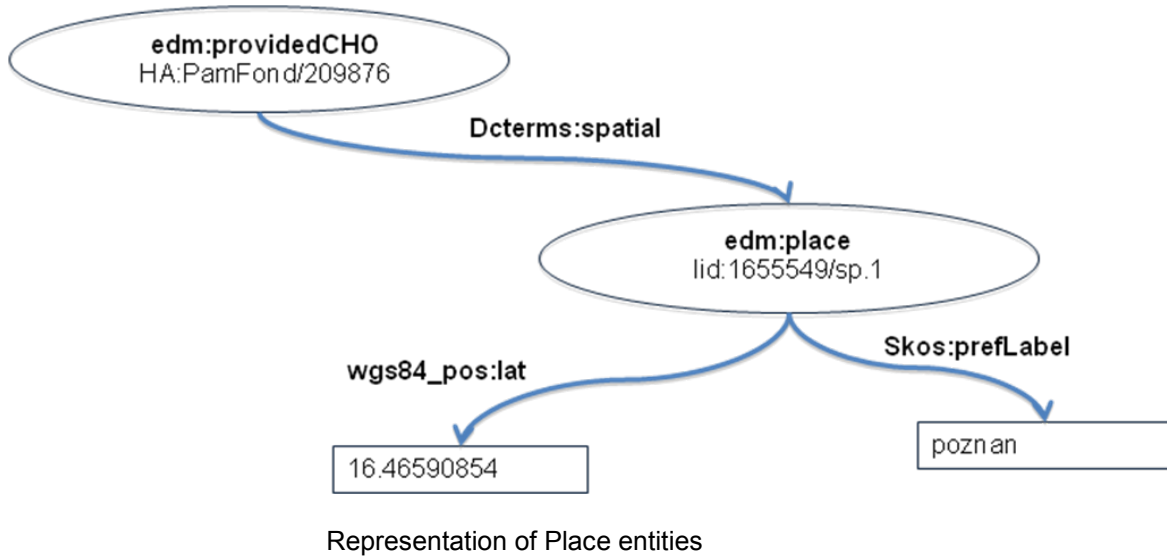 edm:providedCHO
HA:PamFond/209876
Dcterms:spatial
edm:place
lid:1655549/sp.1
wgs84_pos:lat
Skos:prefLabel
16.46590854
poznan
Representation of Place entities